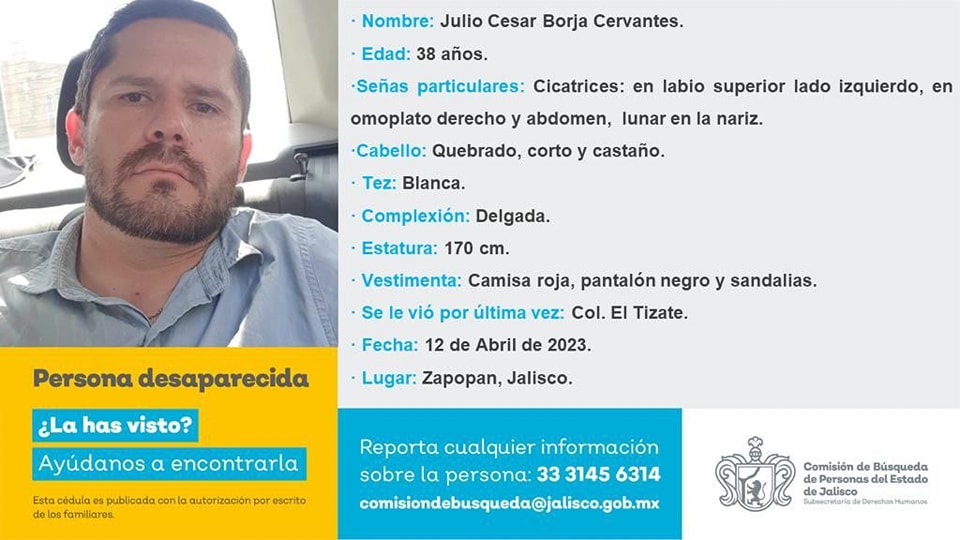 · Nombre: Julio Cesar Borja Cervantes.
· Edad: 38 años.
·Señas particulares: Cicatrices: en labio superior lado izquierdo, en
omoplato derecho y abdomen, lunar en la nariz.
·Cabello: Quebrado, corto y castaño.
· Tez: Blanca.
· Complexión: Delgada.
· Estatura: 170 cm.
· Vestimenta: Camisa roja, pantalón negro y sandalias.
· Se le vió por última vez: Col. El Tizate.
· Fecha: 12 de Abril de 2023.
· Lugar: Zapopan, Jalisco.
Persona desaparecida
¿La has visto?
Ayúdanos a encontrarla
Esta cédula es publicada con la autorización por escrito
de los familiares.
Reporta cualquier información
sobre la persona: 33 3145 6314
comisiondebusqueda@jalisco.gob.mx
Comisión de Búsqueda
de Personas del Estado
de Jalisco
Subsecretaría de Derechos Humanos